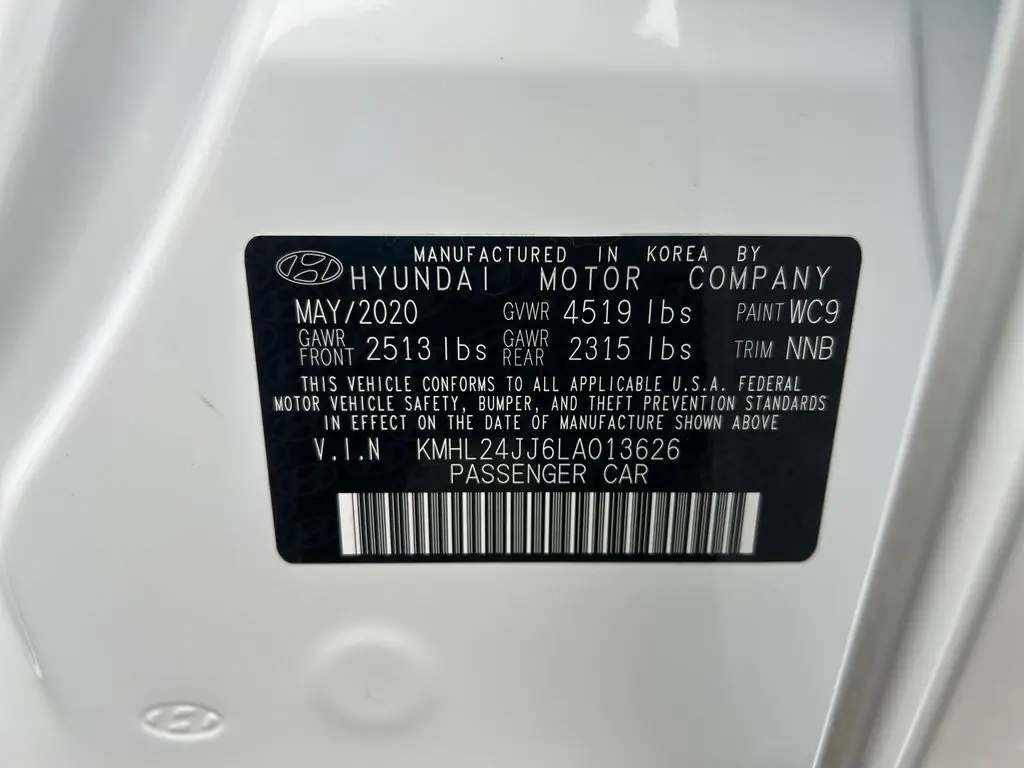 MANUFACTURED IN KOREA BY
HYUNDAI MOTOR COMPANY
MAY/2020 GVWR 4519 lbs PAINT WC9
GAWR FRONT 2513 lbs GAWR REAR 2315 lbs TRIM NNB
THIS VEHICLE CONFORMS TO ALL APPLICABLE U.S.A. FEDERAL
MOTOR VEHICLE SAFETY, BUMPER, AND THEFT PREVENTION STANDARDS
IN EFFECT ON THE DATE OF MANUFACTURE SHOWN ABOVE
V.I.N KMHL24JJ6LA013626
PASSENGER CAR